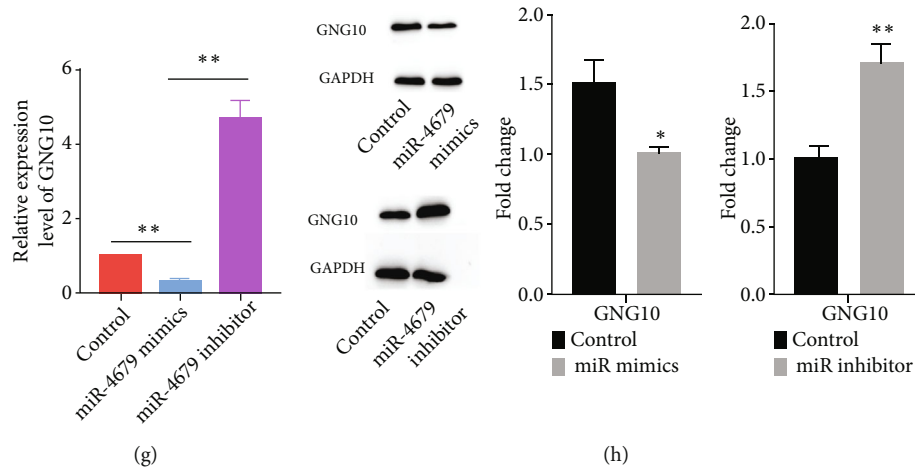 Relative expression
level of GNG10
6
4
2
0
**
**
Control
miR-4679 mimics
miR-4679 inhibitor
(g)
GNG10
GAPDH
Control
miR-4679
mimics
GNG10
GAPDH
Control
miR-4679
inhibitor
Fold change
2.0
1.5
1.0
0.5
0.0
*
GNG10
Control
miR mimics
Fold change
2.0
1.5
1.0
0.5
0.0
**
GNG10
Control
miR inhibitor
(h)